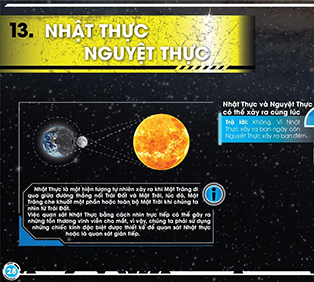 13. NHẬT THỰC
NGUYỆT THỰC
Nhật Thực và Nguyệt Thực
có thể xảy ra cùng lúc
Trả lời: Không. Vì Nhật
Thực xảy ra ban ngày còn
Nguyệt Thực xảy ra ban đêm.
Nhật Thực là một hiện tượng tự nhiên xảy ra khi Mặt Trăng đi
qua giữa đường thẳng nối Trái Đất và Mặt Trời, lúc đó, Mặt
Trăng che khuất một phần hoặc toàn bộ Mặt Trời khi chúng ta
nhìn từ Trái Đất.
Việc quan sát Nhật Thực bằng cách nhìn trực tiếp có thể gây ra
những tổn thương vĩnh viễn cho mắt, vì vậy, chúng ta phải sử dụng
những chiếc kính đặc biệt được thiết kế để quan sát Nhật thực
hoặc là quan sát gián tiếp.
28